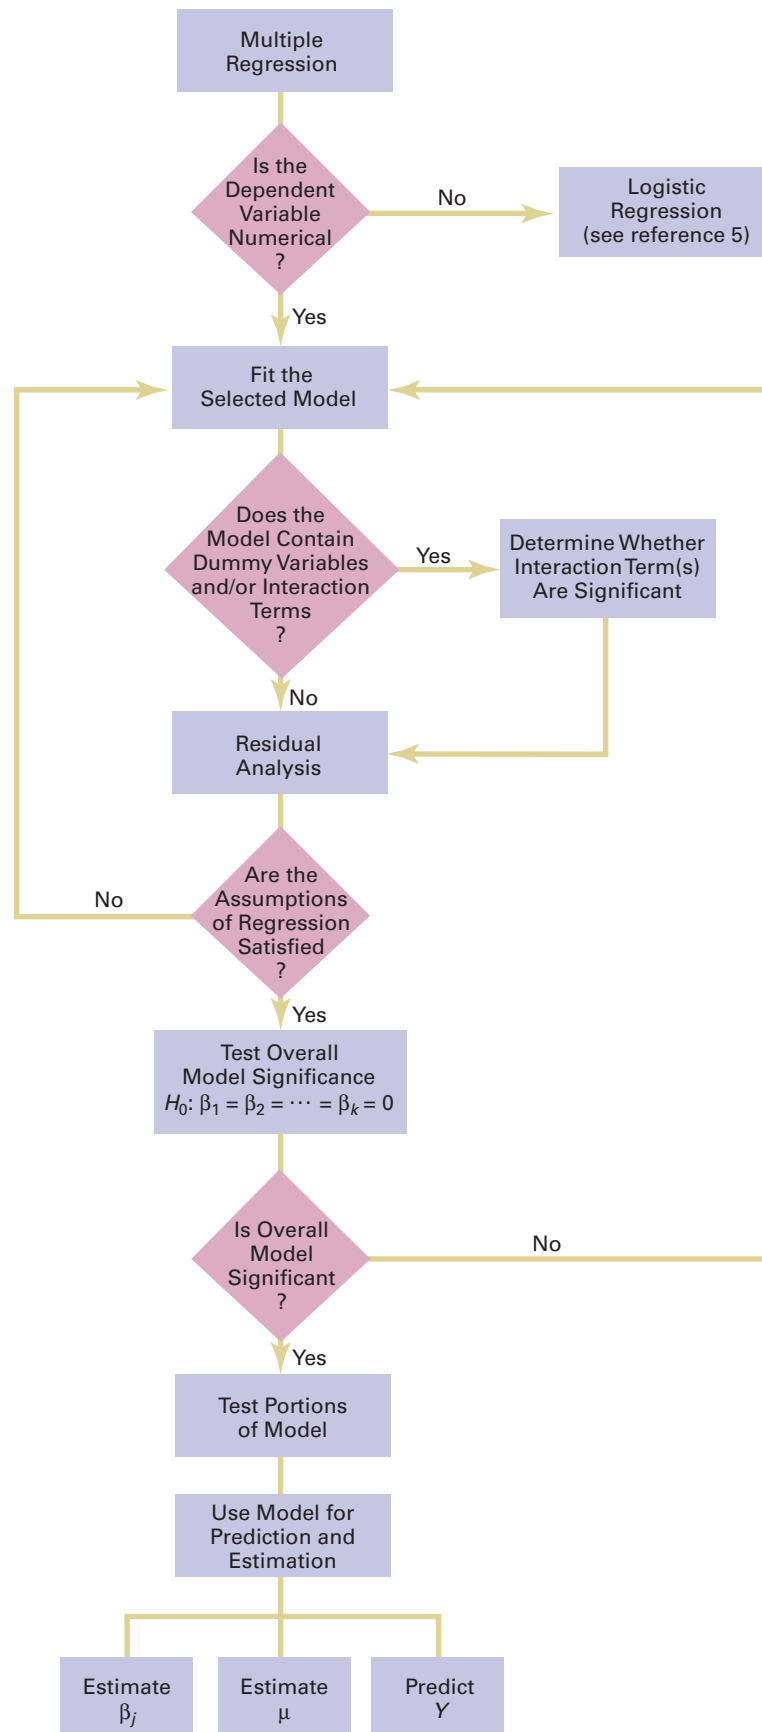 Multiple
Regression
Is the
Dependent
Variable
Numerical
?
No
Logistic
Regression
(see reference 5)
Yes
Fit the
Selected Model
Does the
Model Contain
Dummy Variables
and/or Interaction
Terms
?
Yes
Determine Whether
Interaction Term(s)
Are Significant
No
Residual
Analysis
Are the
Assumptions
of Regression
Satisfied
?
No
Yes
Test Overall
Model Significance
H₀: β₁ = β₂ = ⋯ = βₖ = 0
Is Overall
Model
Significant
?
No
Yes
Test Portions
of Model
Use Model for
Prediction and
Estimation
Estimate
βⱼ
Estimate
μ
Predict
Y